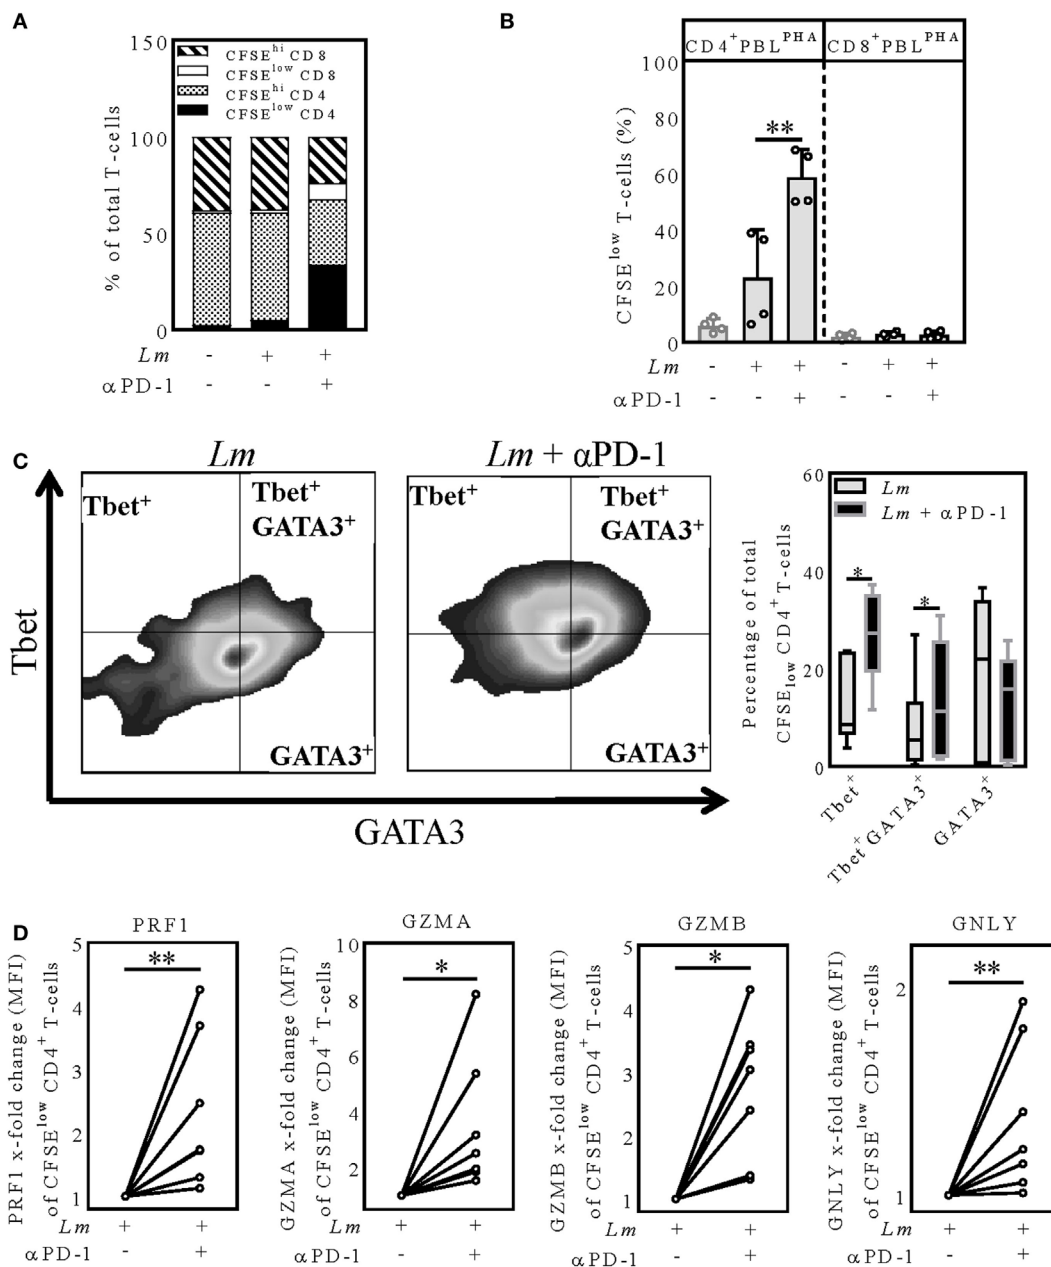 A
150
100
50
0
% of total T-cells
CFSE^hi CD8
CFSE^low CD8
CFSE^hi CD4
CFSE^low CD4
Lm - + +
αPD-1 - - +
B
CD4+PBL^PHA CD8+PBL^PHA
100
80
60
40
20
0
CFSE^low T-cells (%)
**
Lm - + + - + +
αPD-1 - - + - - +
C
Lm
Lm + αPD-1
Tbet+
Tbet+
GATA3+
GATA3+
Tbet+
Tbet+
GATA3+
GATA3+
Tbet
GATA3
60
40
20
0
Percentage of total
CFSE_low CD4+T-cells
Lm
Lm + αPD-1
* *
Tbet+
Tbet+GATA3+
GATA3+
D
PRF1
5
4
3
2
1
PRF1 x-fold change (MFI)
of CFSE^low CD4+ T-cells
**
Lm + +
αPD-1 - +
GZMA
10
8
6
4
2
GZMA x-fold change (MFI)
of CFSE^low CD4+ T-cells
*
Lm + +
αPD-1 - +
GZMB
5
4
3
2
1
GZMB x-fold change (MFI)
of CFSE^low CD4+ T-cells
*
Lm + +
αPD-1 - +
GNLY
2
1
GNLY x-fold change (MFI)
of CFSE^low CD4+ T-cells
**
Lm + +
αPD-1 - +